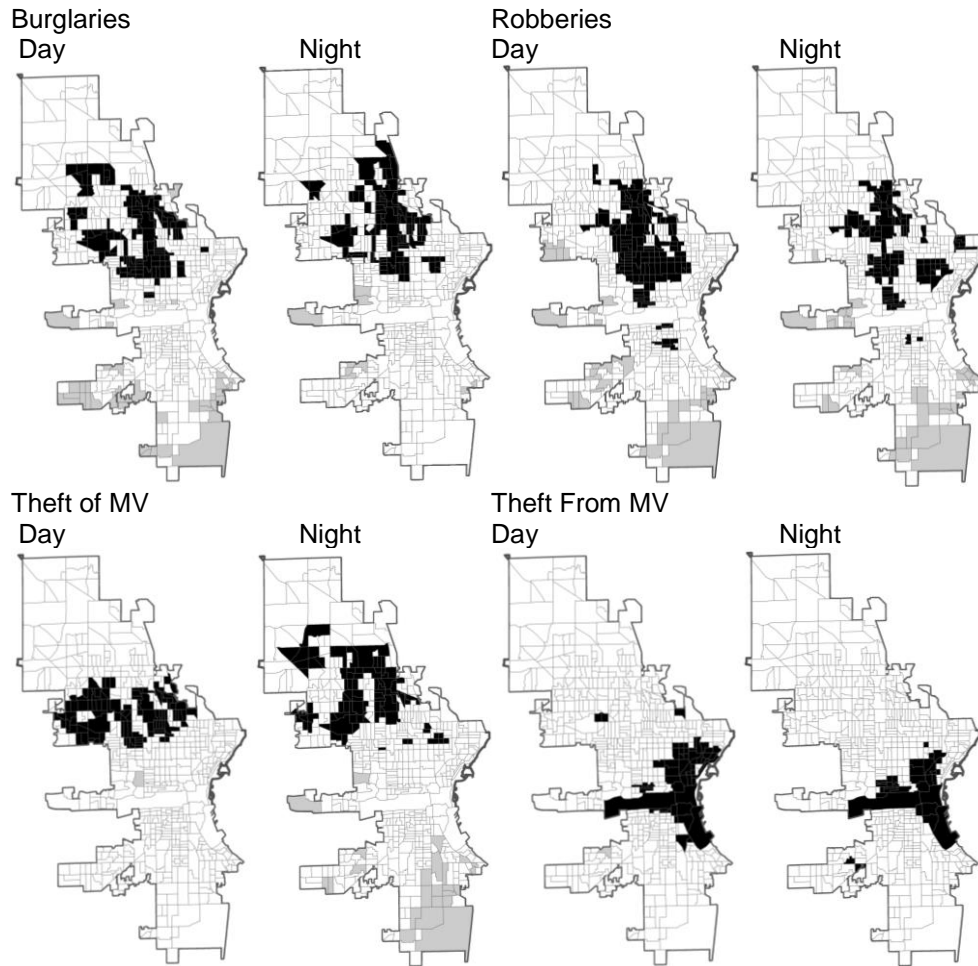 Burglaries
Day
Night
Robberies
Day
Night
Theft of MV
Day
Night
Theft From MV
Day
Night